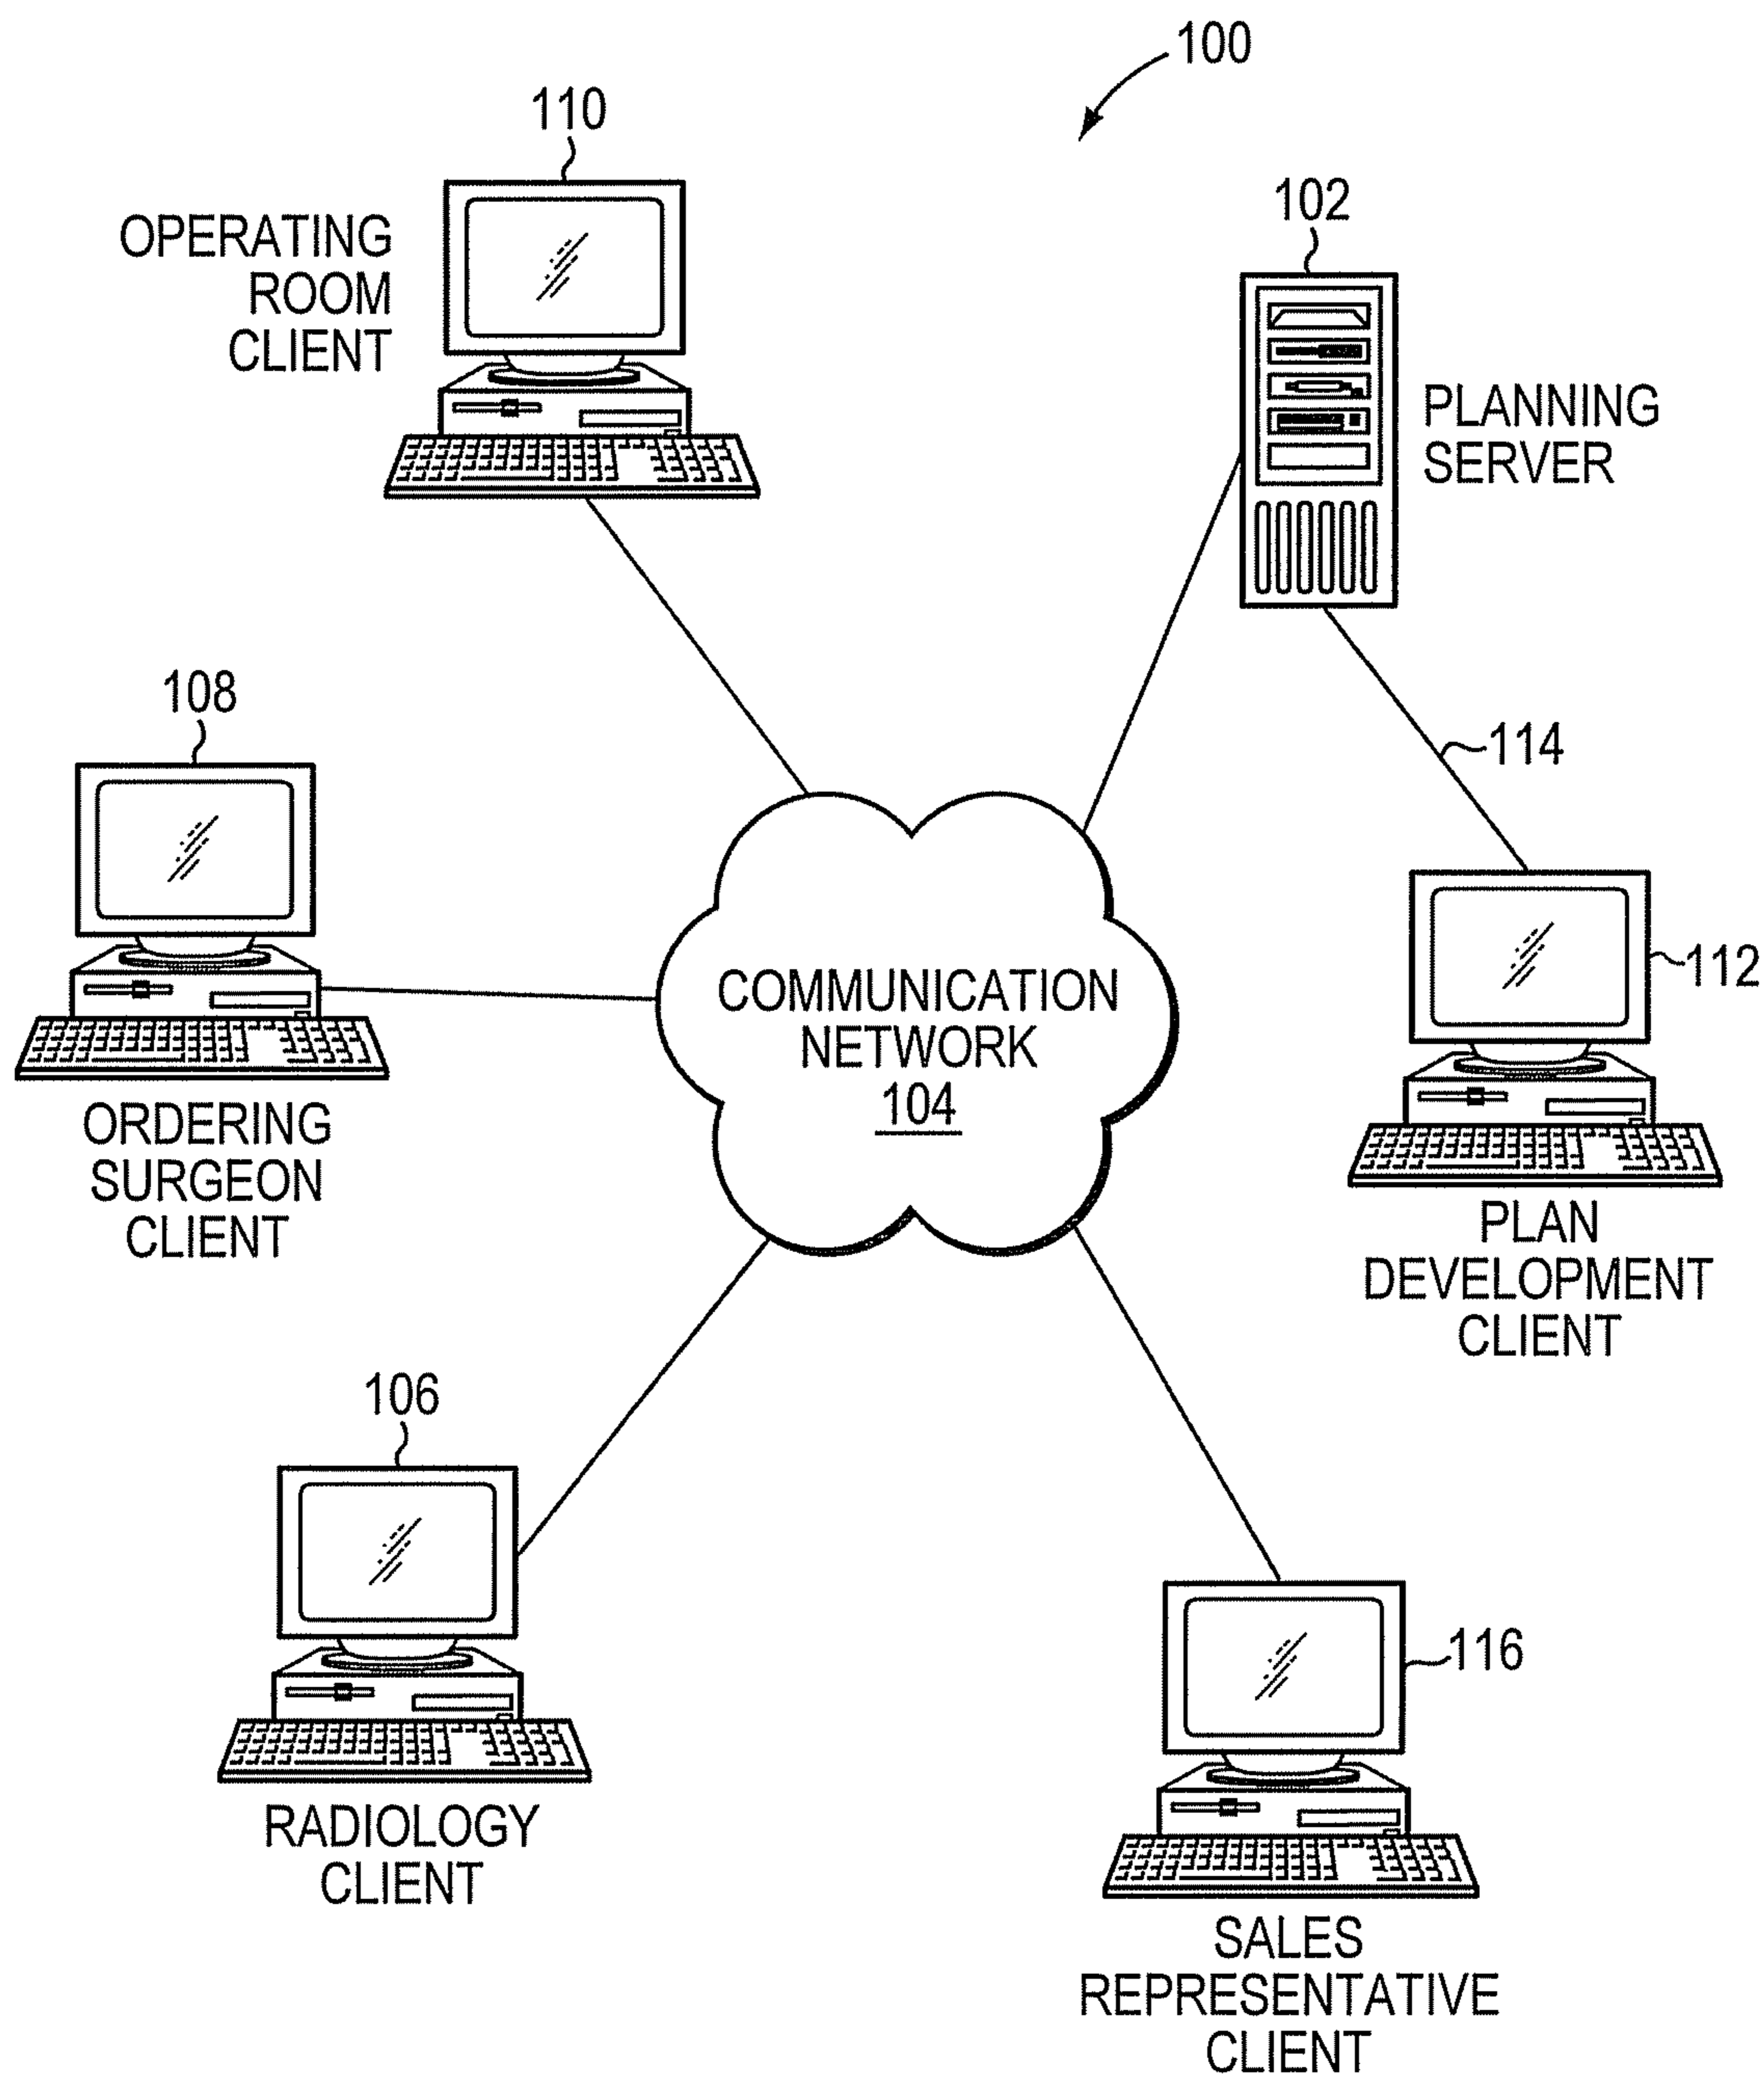 100
110
OPERATING
ROOM
CLIENT
102
PLANNING
SERVER
108
ORDERING
SURGEON
CLIENT
114
112
PLAN
DEVELOPMENT
CLIENT
COMMUNICATION
NETWORK
104
106
RADIOLOGY
CLIENT
116
SALES
REPRESENTATIVE
CLIENT